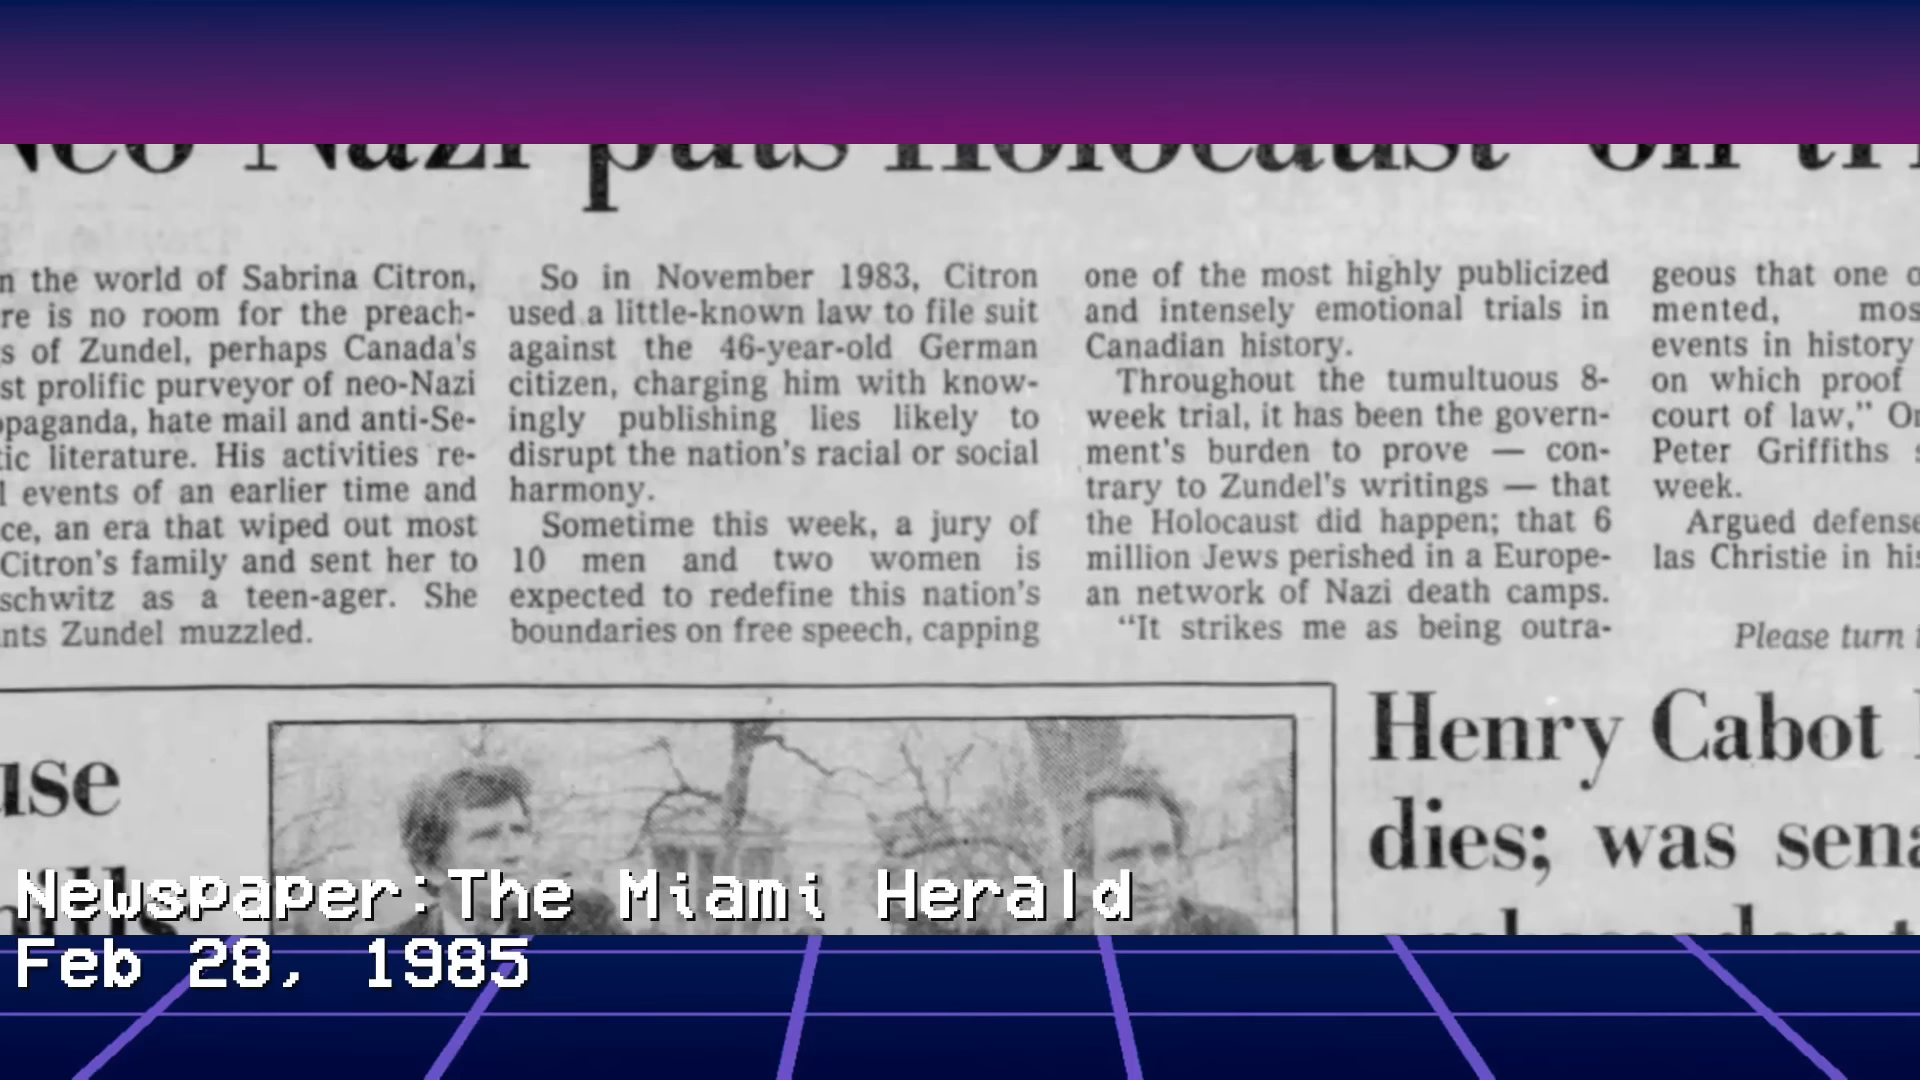 Neo Nazi puts Holocaust 'on
n the world of Sabrina Citron,
re is no room for the preach-
s of Zundel, perhaps Canada's
st prolific purveyor of neo-Nazi
opaganda, hate mail and anti-Se-
tic literature. His activities re-
l events of an earlier time and
ce, an era that wiped out most
Citron's family and sent her to
schwitz as a teen-ager. She
nts Zundel muzzled.
So in November 1983, Citron
used a little-known law to file suit
against the 46-year-old German
citizen, charging him with know-
ingly publishing lies likely to
disrupt the nation's racial or social
harmony.
Sometime this week, a jury of
10 men and two women is
expected to redefine this nation's
boundaries on free speech, capping
one of the most highly publicized
and intensely emotional trials in
Canadian history.
Throughout the tumultuous 8-
week trial, it has been the govern-
ment's burden to prove — con-
trary to Zundel's writings — that
the Holocaust did happen; that 6
million Jews perished in a Europe-
an network of Nazi death camps.
"It strikes me as being outra-
geous that one o
mented, mos
events in history
on which proof
court of law," On
Peter Griffiths s
week.
Argued defense
las Christie in his
Please turn t
use
Henry Cabot
dies; was sena
Newspaper:The Miami Herald
Feb 28, 1985